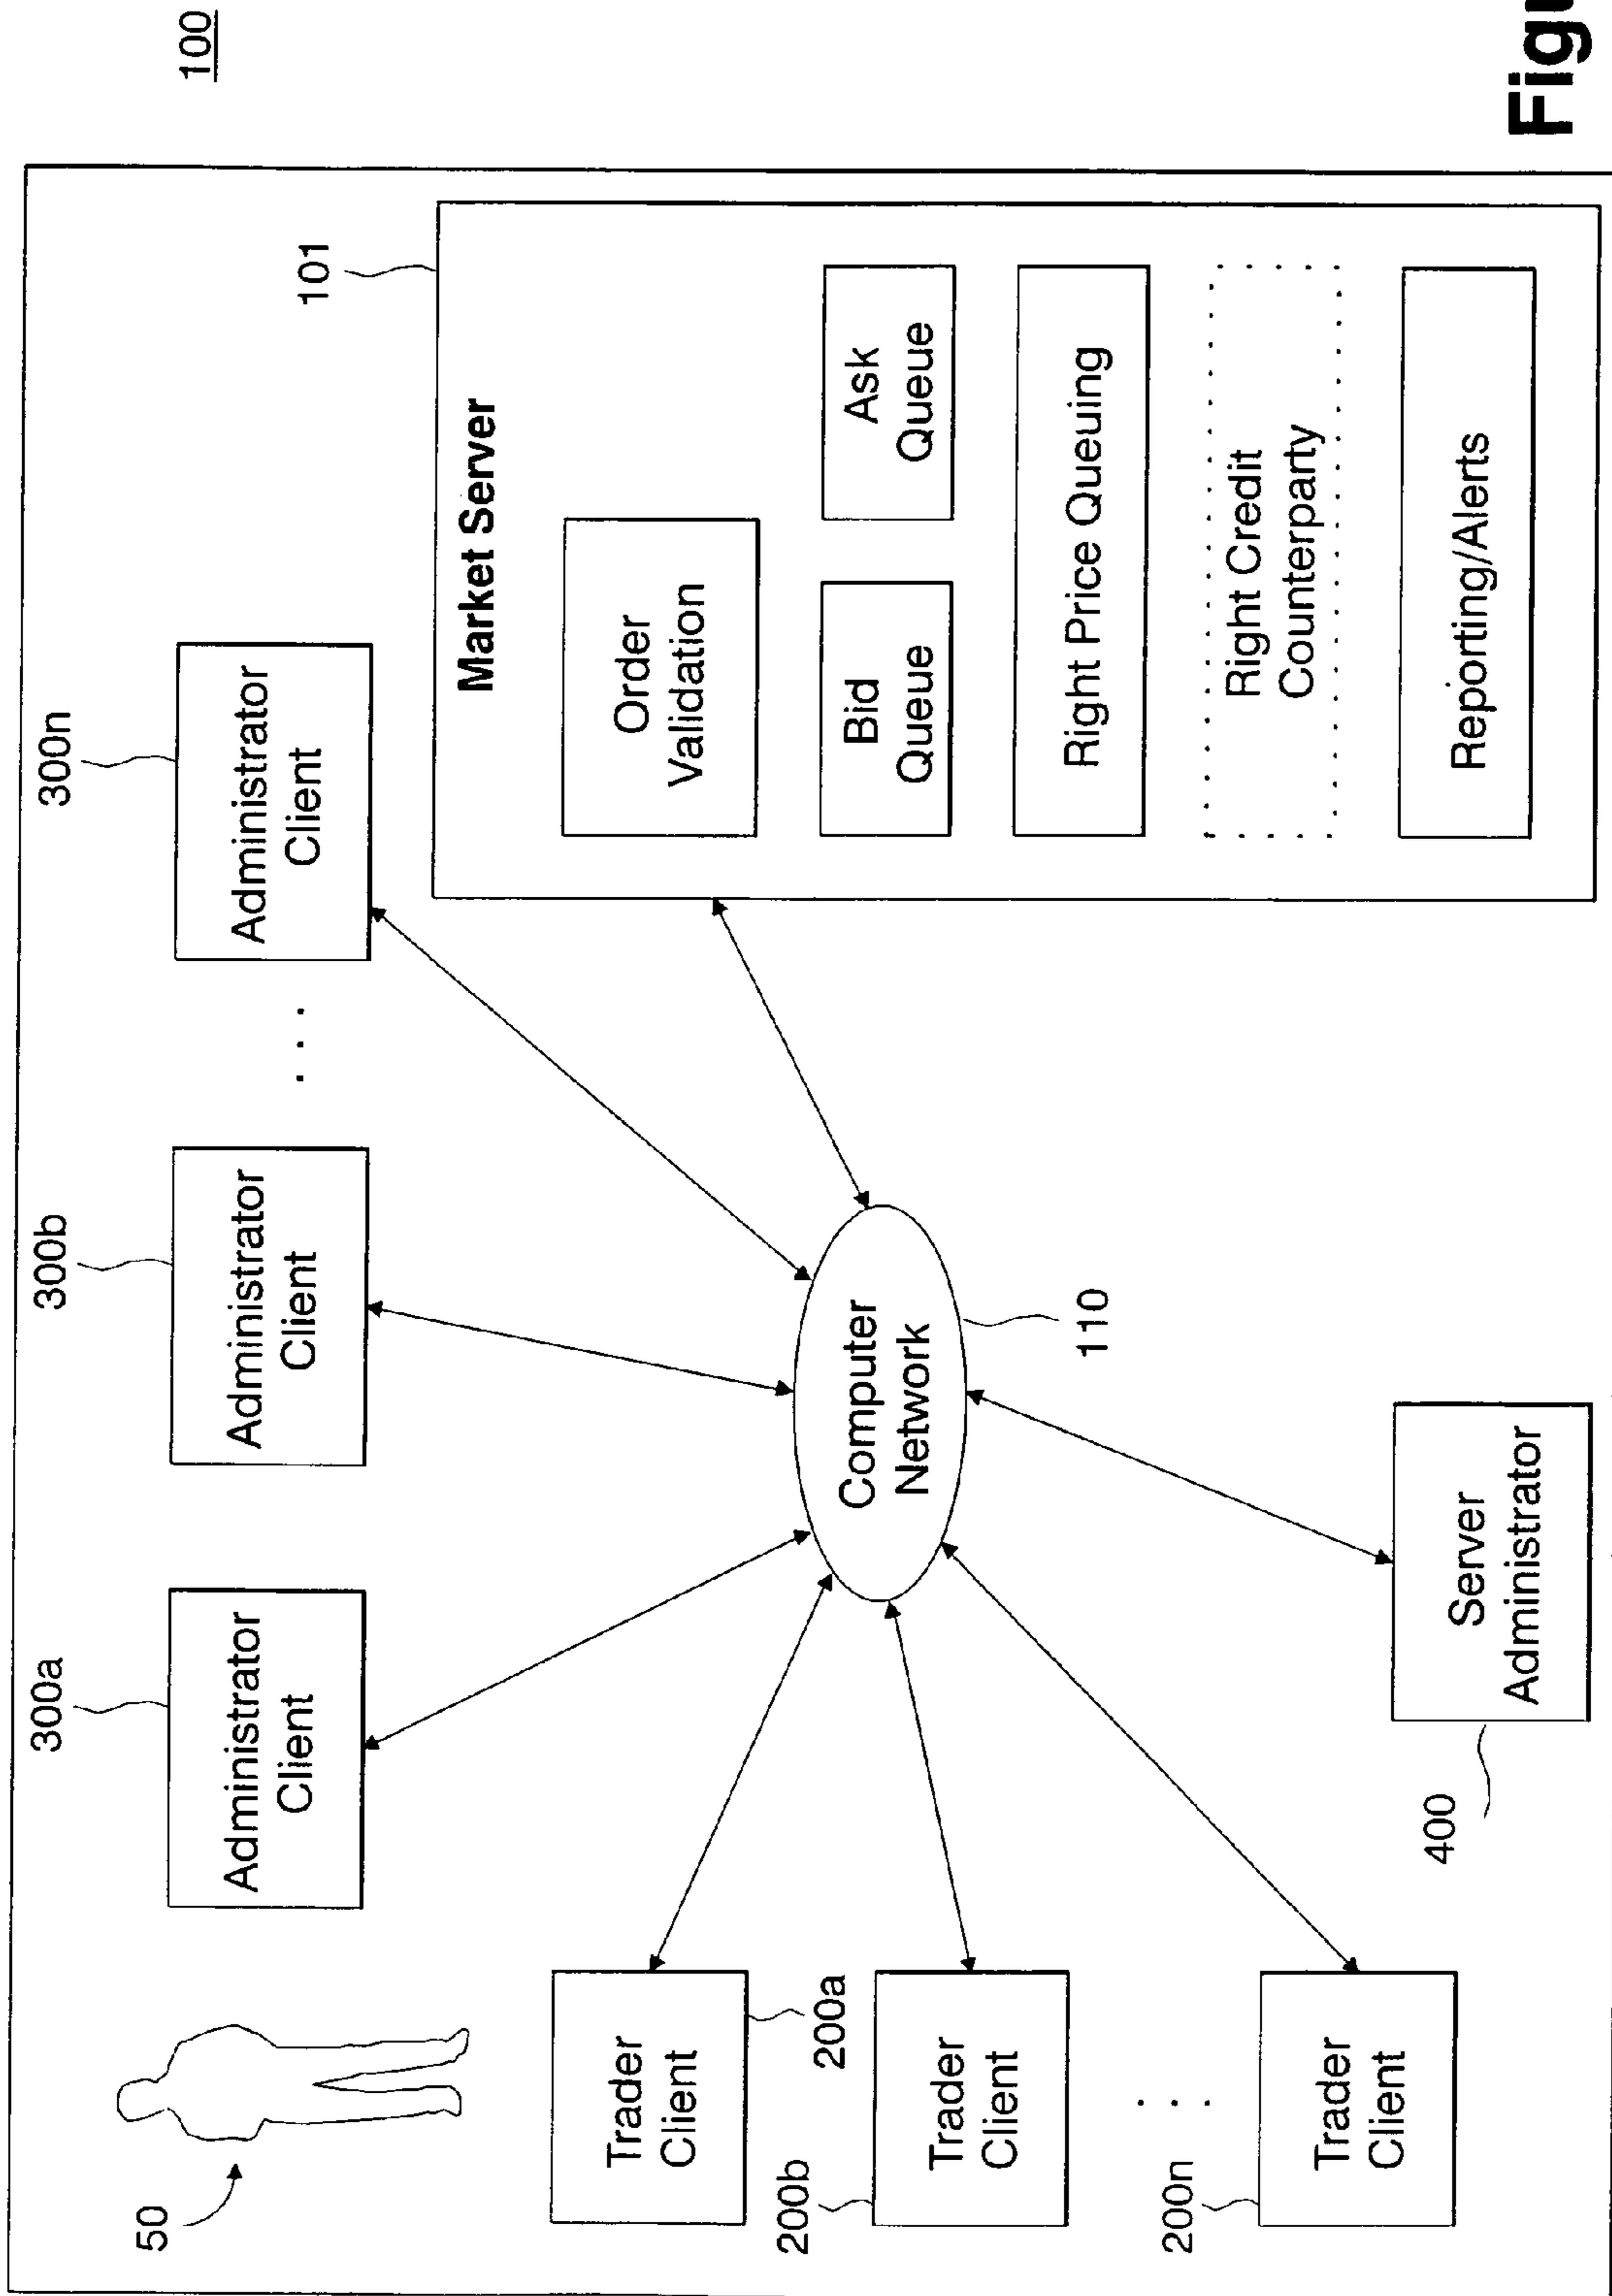 300a
300b
300n
50
100
Administrator
Client
Administrator
Client
Administrator
Client
101
Market Server
Trader
Client
200a
Order
Validation
200b
Trader
Client
Computer
Network
110
Bid
Queue
Ask
Queue
Right Price Queuing
. . .
200n
Trader
Client
Right Credit
Counterparty
400
Server
Administrator
Reporting/Alerts
Figu